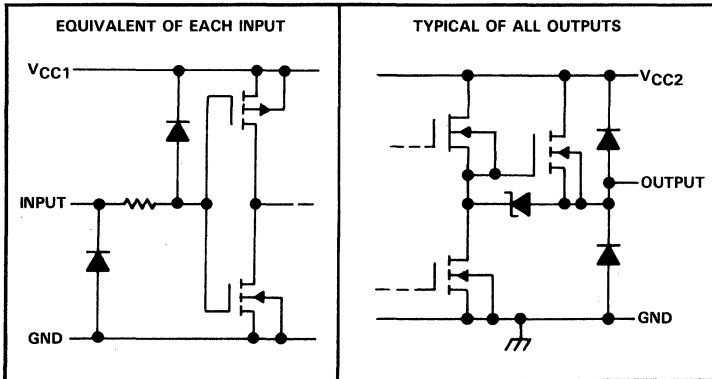 EQUIVALENT OF EACH INPUT
VCC1
INPUT
GND
TYPICAL OF ALL OUTPUTS
VCC2
OUTPUT
GND